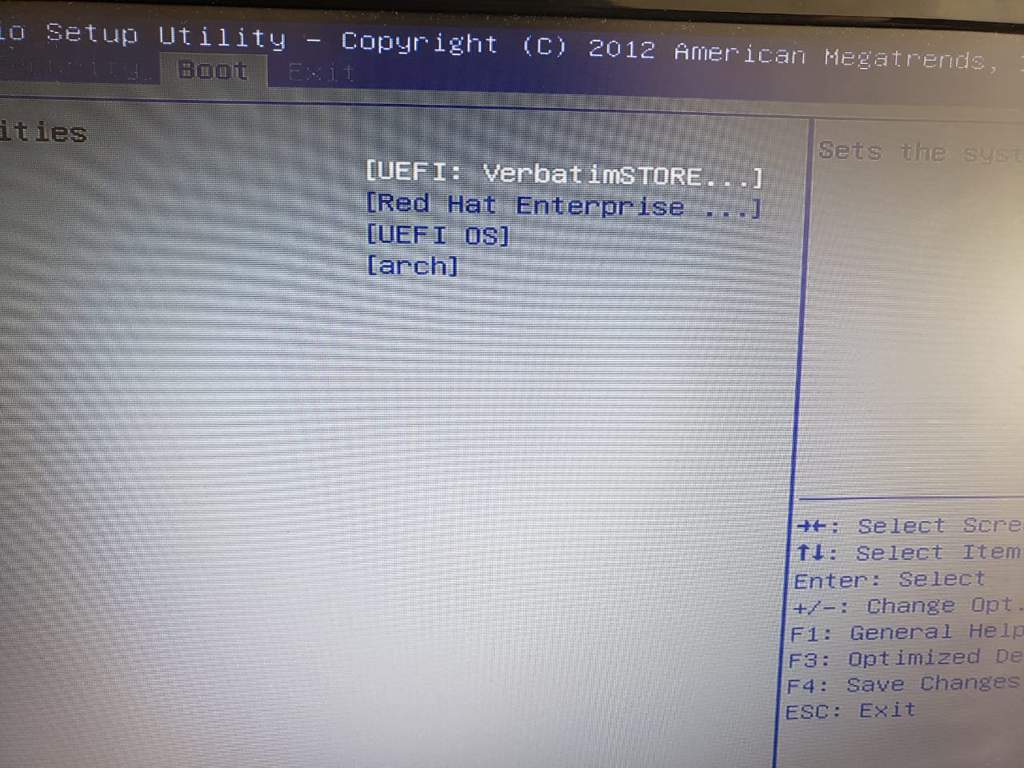 io Setup Utility – Copyright (C) 2012 American Megatrends,
Boot Exit
ities
[UEFI: VerbatimSTORE...]
[Red Hat Enterprise ...]
[UEFI OS]
[arch]
Sets the syst
→←: Select Scre
↑↓: Select Item
Enter: Select
+/-: Change Opt.
F1: General Help
F3: Optimized De
F4: Save Changes
ESC: Exit